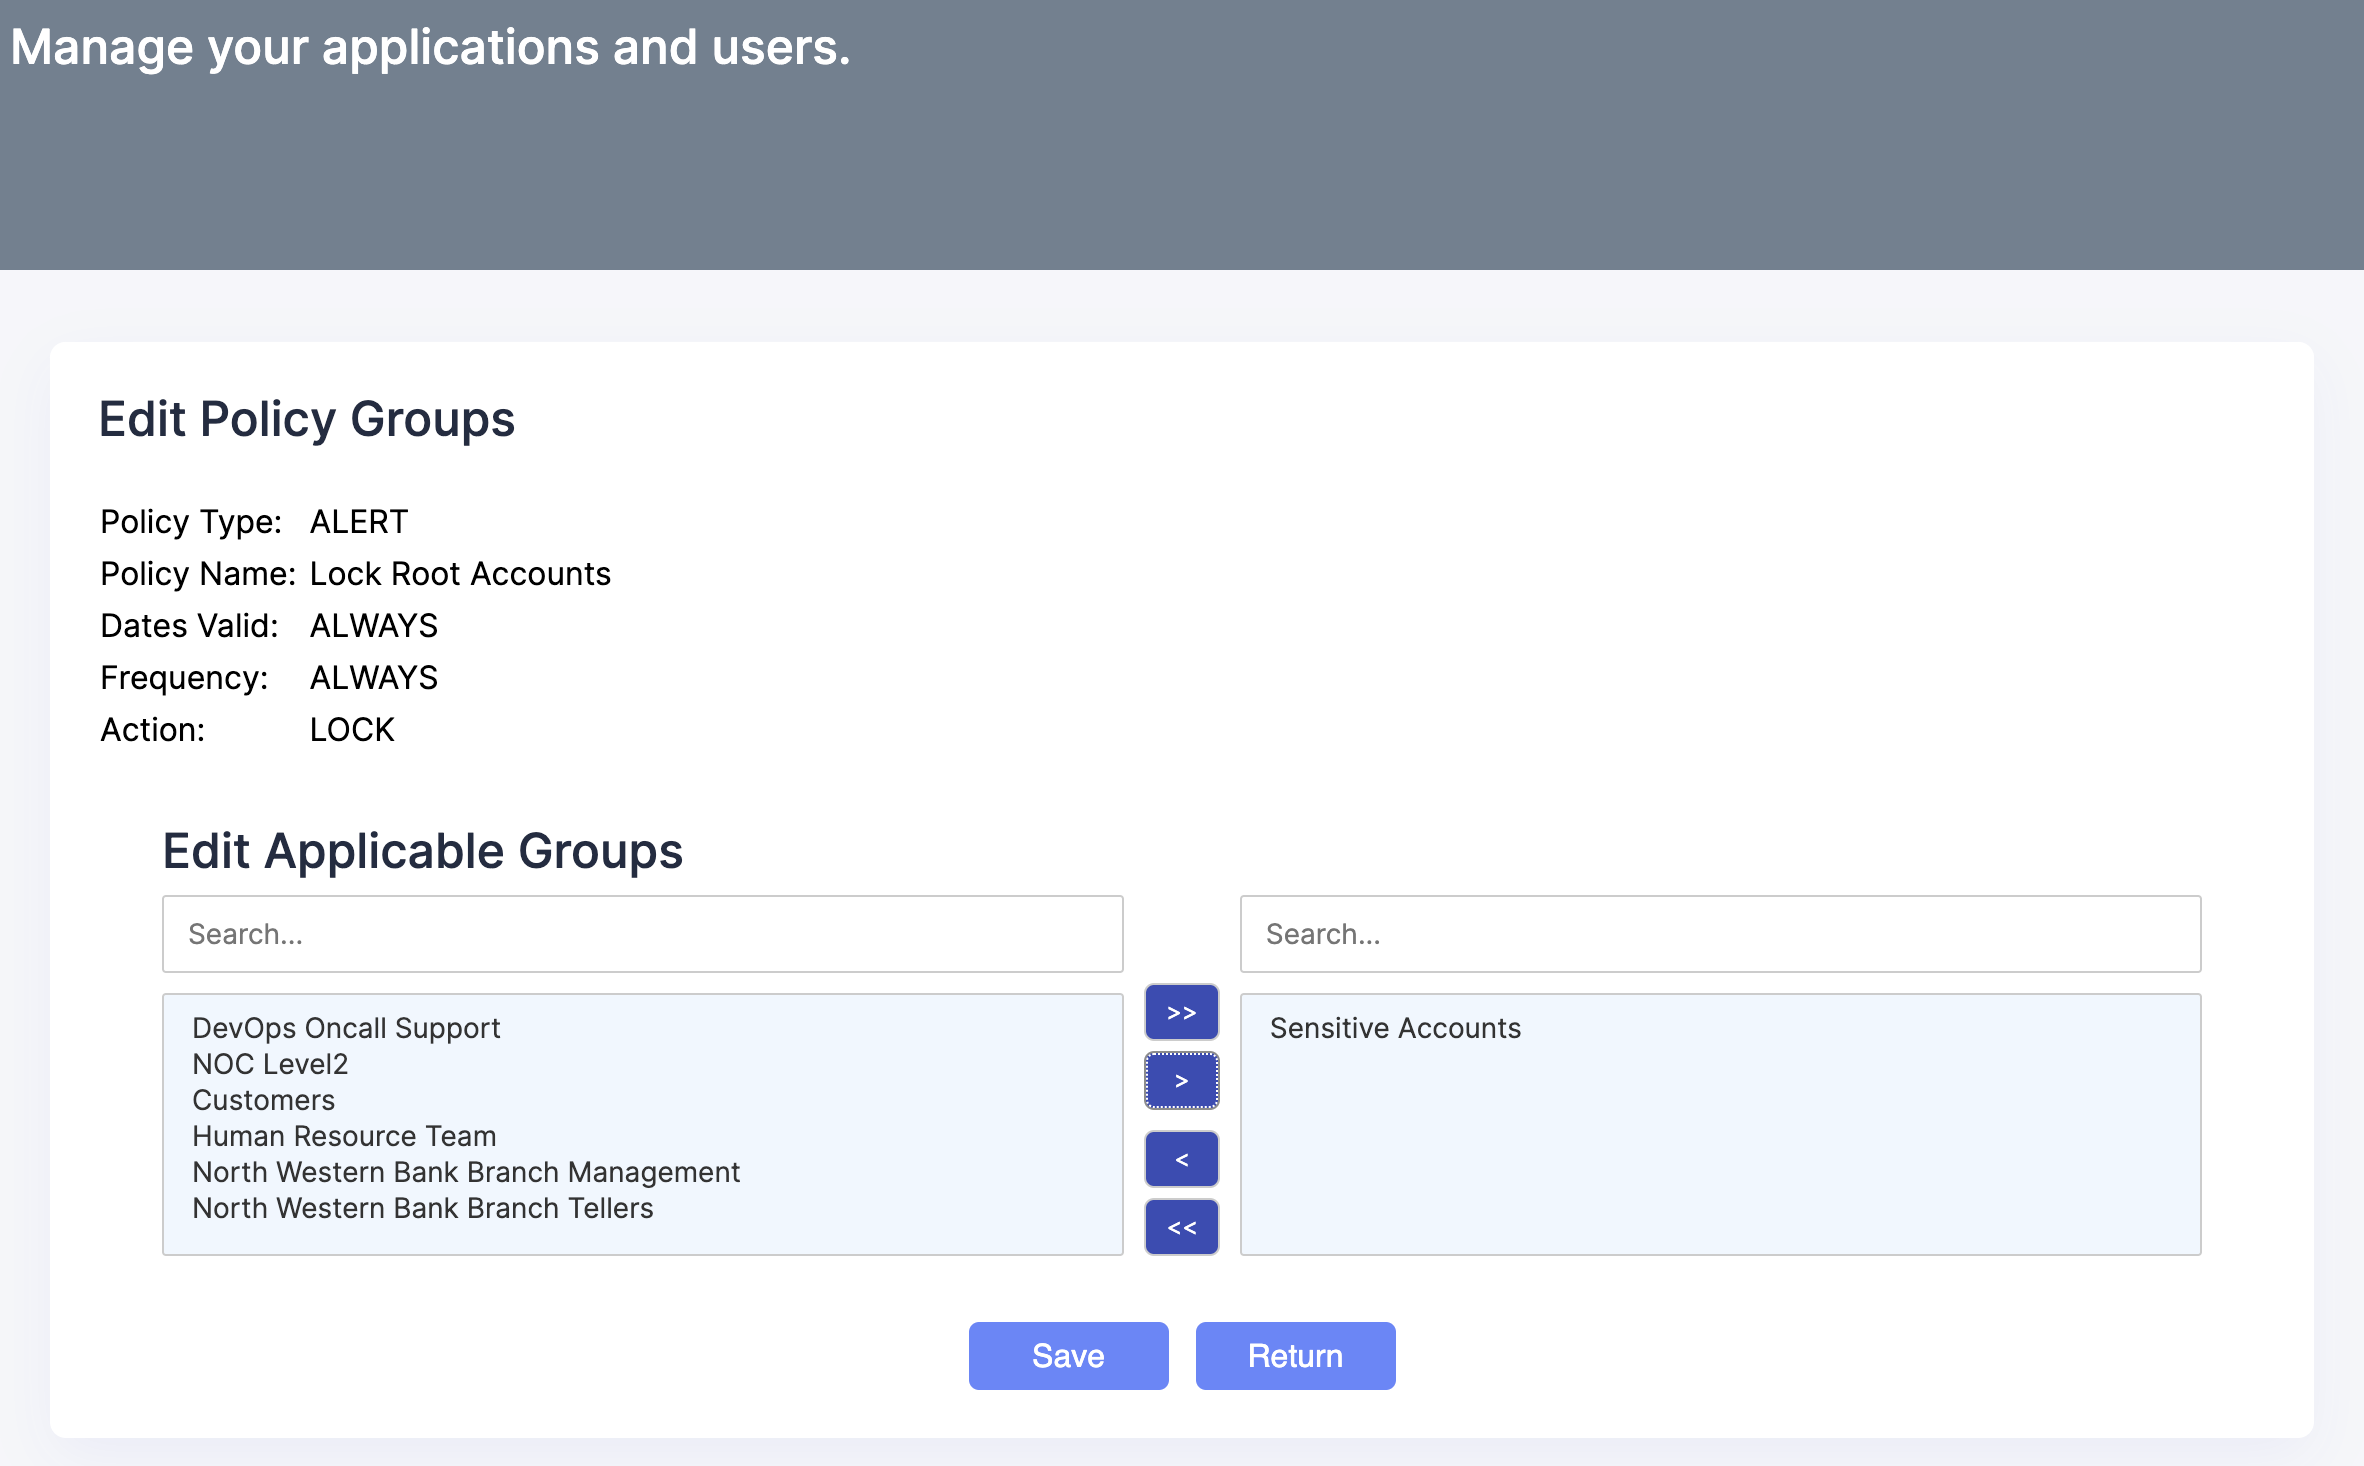 Manage your applications and users.
Edit Policy Groups
Policy Type: ALERT
Policy Name: Lock Root Accounts
Dates Valid: ALWAYS
Frequency: ALWAYS
Action: LOCK
Edit Applicable Groups
Search...
Search...
DevOps Oncall Support
NOC Level2
Customers
Human Resource Team
North Western Bank Branch Management
North Western Bank Branch Tellers
>>
>
<
<<
Sensitive Accounts
Save
Return